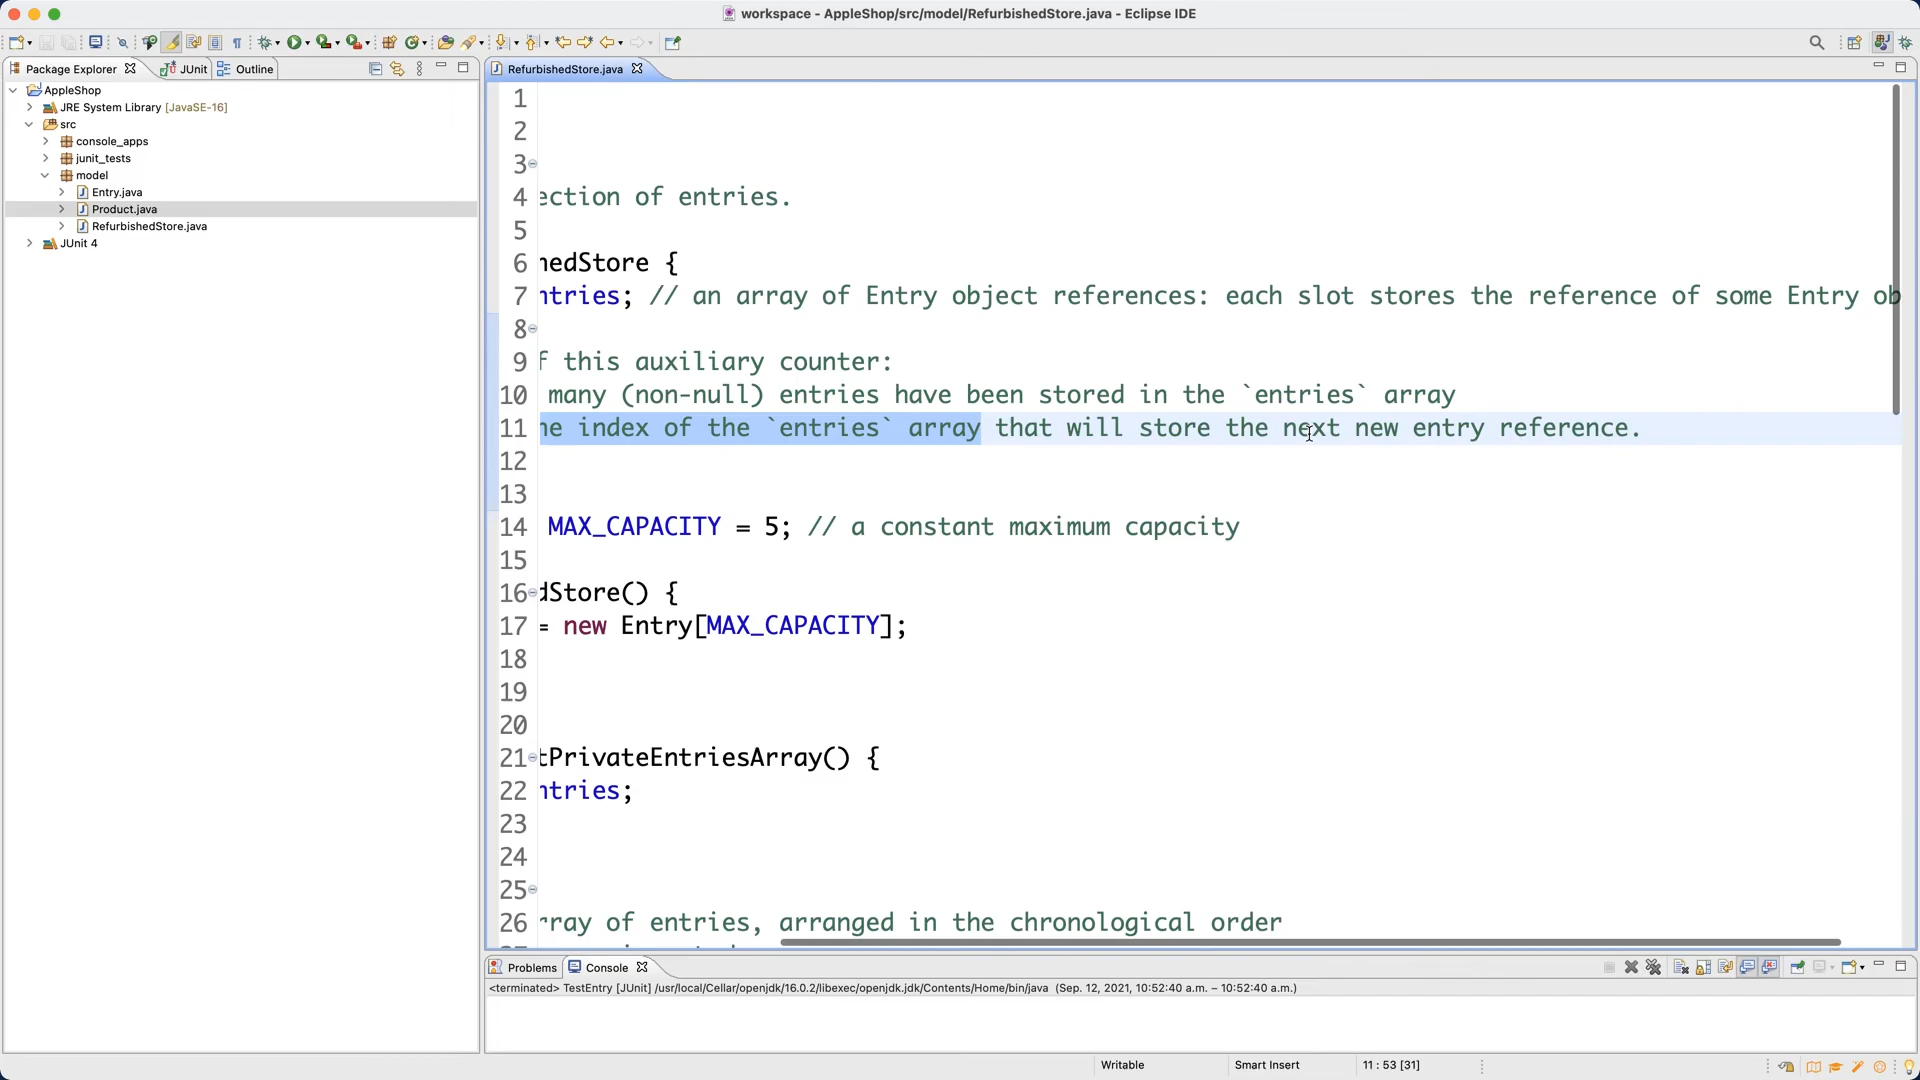 workspace - AppleShop/src/model/RefurbishedStore.java - Eclipse IDE
Package Explorer
JUnit
Outline
AppleShop
JRE System Library [JavaSE-16]
src
console_apps
junit_tests
model
Entry.java
Product.java
RefurbishedStore.java
JUnit 4
RefurbishedStore.java
1
2
3
4 ection of entries.
5
6 hedStore {
7 ntries; // an array of Entry object references: each slot stores the reference of some Entry ob
8
9 f this auxiliary counter:
10 many (non-null) entries have been stored in the `entries` array
11 he index of the `entries` array that will store the next new entry reference.
12
13
14 MAX_CAPACITY = 5; // a constant maximum capacity
15
16 dStore() {
17 = new Entry[MAX_CAPACITY];
18
19
20
21 tPrivateEntriesArray() {
22 ntries;
23
24
25
26 rray of entries, arranged in the chronological order
Problems
Console
<terminated> TestEntry [JUnit] /usr/local/Cellar/openjdk/16.0.2/libexec/openjdk.jdk/Contents/Home/bin/java (Sep. 12, 2021, 10:52:40 a.m. – 10:52:40 a.m.)
Writable
Smart Insert
11 : 53 [31]